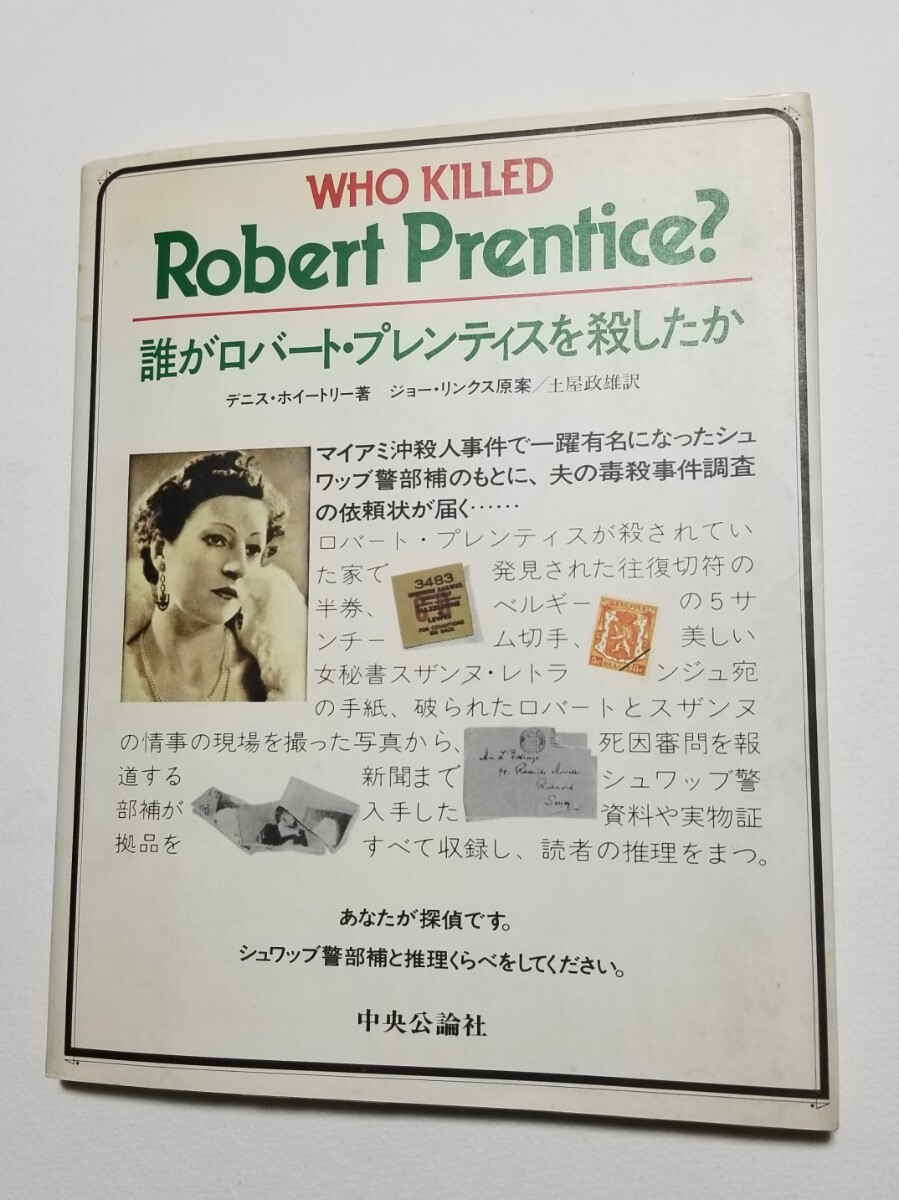 WHO KILLED
Robert Prentice?
誰がロバート・プレンティスを殺したか
デニス・ホイートリー著 ジョー・リンクス原案/土屋政雄訳
マイアミ沖殺人事件で一躍有名になったシュ
ワッブ警部補のもとに、夫の毒殺事件調査
の依頼状が届く……
ロバート・プレンティスが殺されてい
た家で 発見された往復切符の
半券、 ベルギー の5サ
ンチー ム切手、 美しい
女秘書スザンヌ・レトラ ンジュ宛
の手紙、破られたロバートとスザンヌ
の情事の現場を撮った写真から、 死因審問を報
道する 新聞まで シュワッブ警
部補が 入手した 資料や実物証
拠品を すべて収録し、読者の推理をまつ。
3483
HAZELDENE
LEWES
FOR CONDITIONS
SEE BACK
あなたが探偵です。
シュワッブ警部補と推理くらべをしてください。
中央公論社